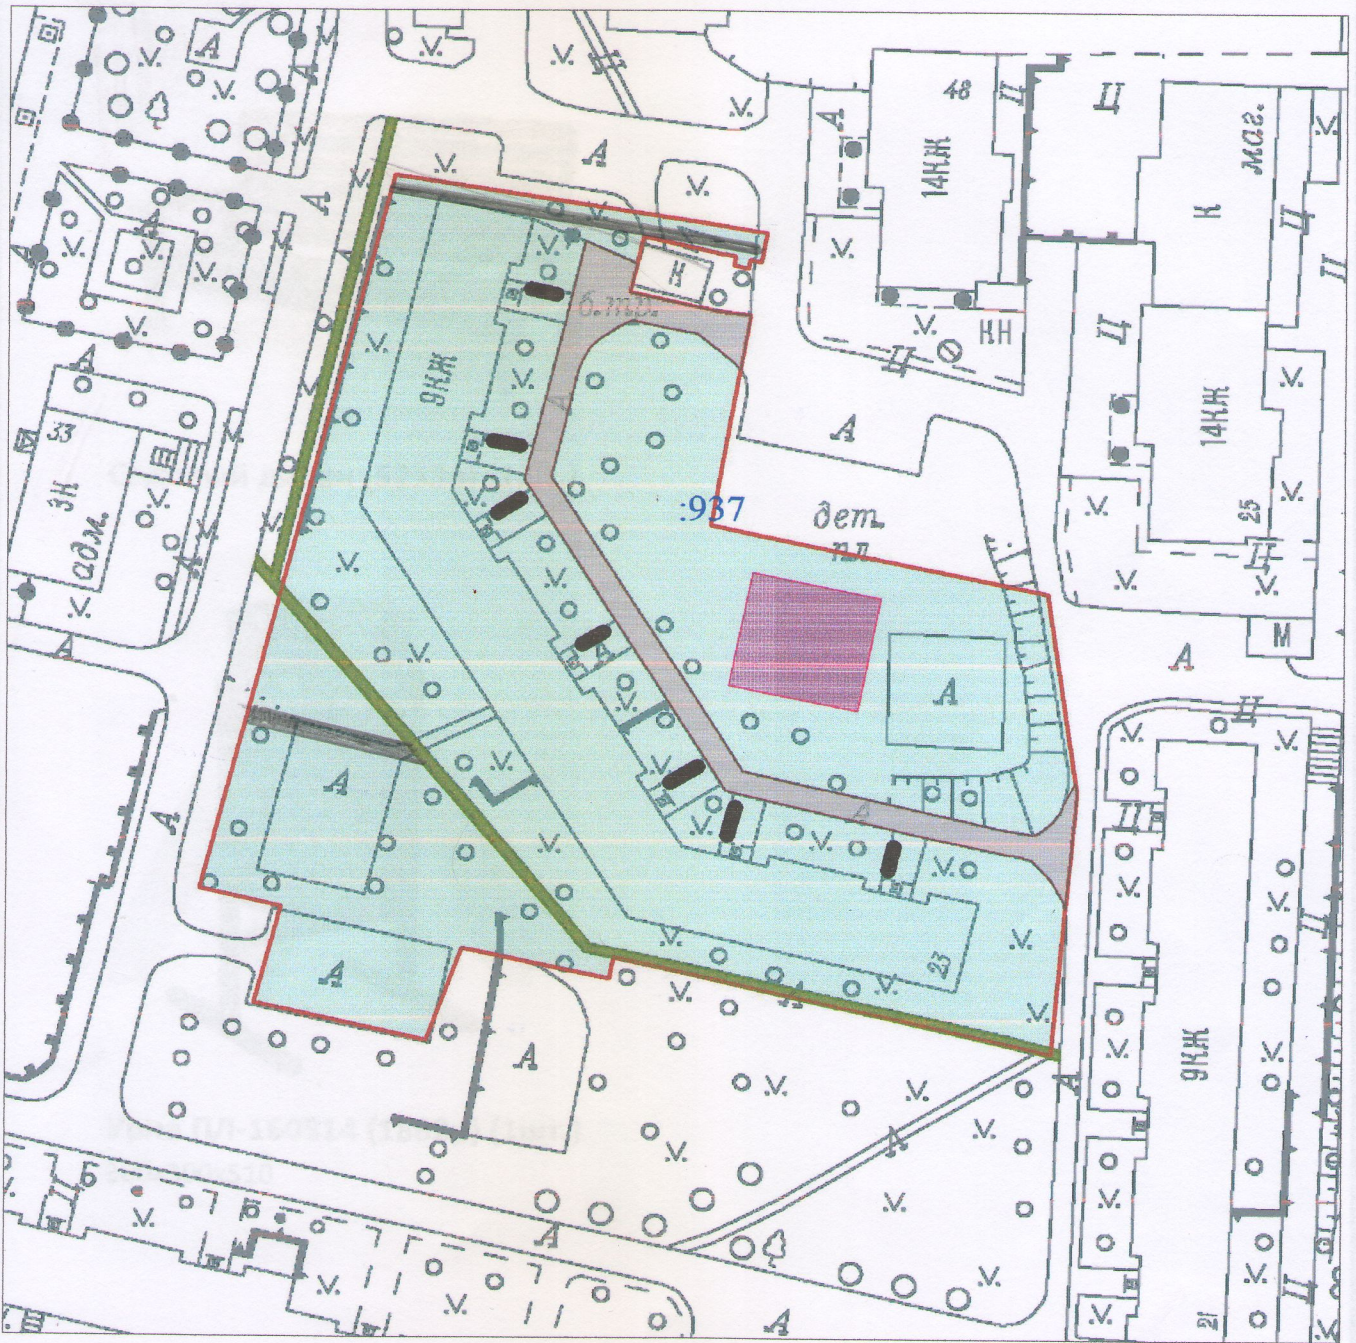 А
V.
48
Ц
Ц
А
14КЖ
маг.
К
А
А
V.
К
КН
Ц
б.тр.
9КЖ
33
3Н
адм.
А
14КЖ
25
:937
дет.
пл
М
А
А
А
А
А
23
А
А
9КЖ
А
А
21
Ц
А
А